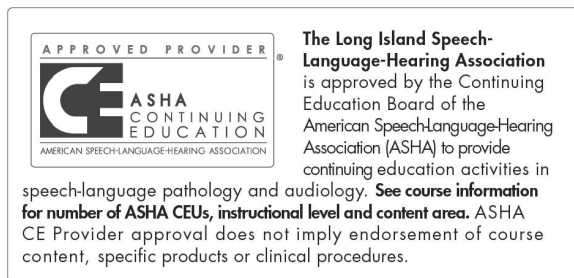 APPROVED PROVIDER
®
CE ASHA
CONTINUING
EDUCATION
AMERICAN SPEECH-LANGUAGE-HEARING ASSOCIATION
The Long Island Speech-
Language-Hearing Association
is approved by the Continuing
Education Board of the
American Speech-Language-Hearing
Association (ASHA) to provide
continuing education activities in
speech-language pathology and audiology. See course information
for number of ASHA CEUs, instructional level and content area. ASHA
CE Provider approval does not imply endorsement of course
content, specific products or clinical procedures.